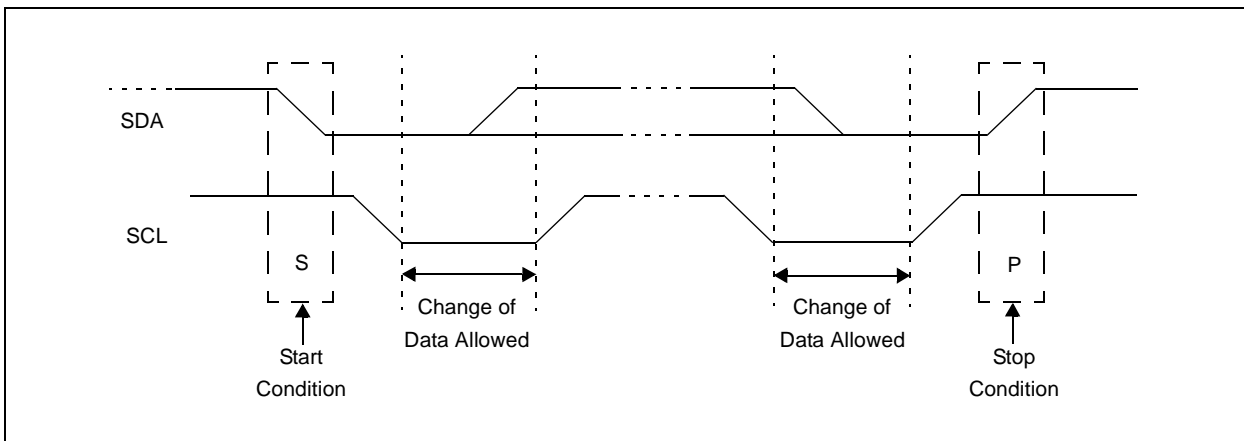 SDA
SCL
S
P
Change of
Data Allowed
Change of
Data Allowed
Start
Condition
Stop
Condition